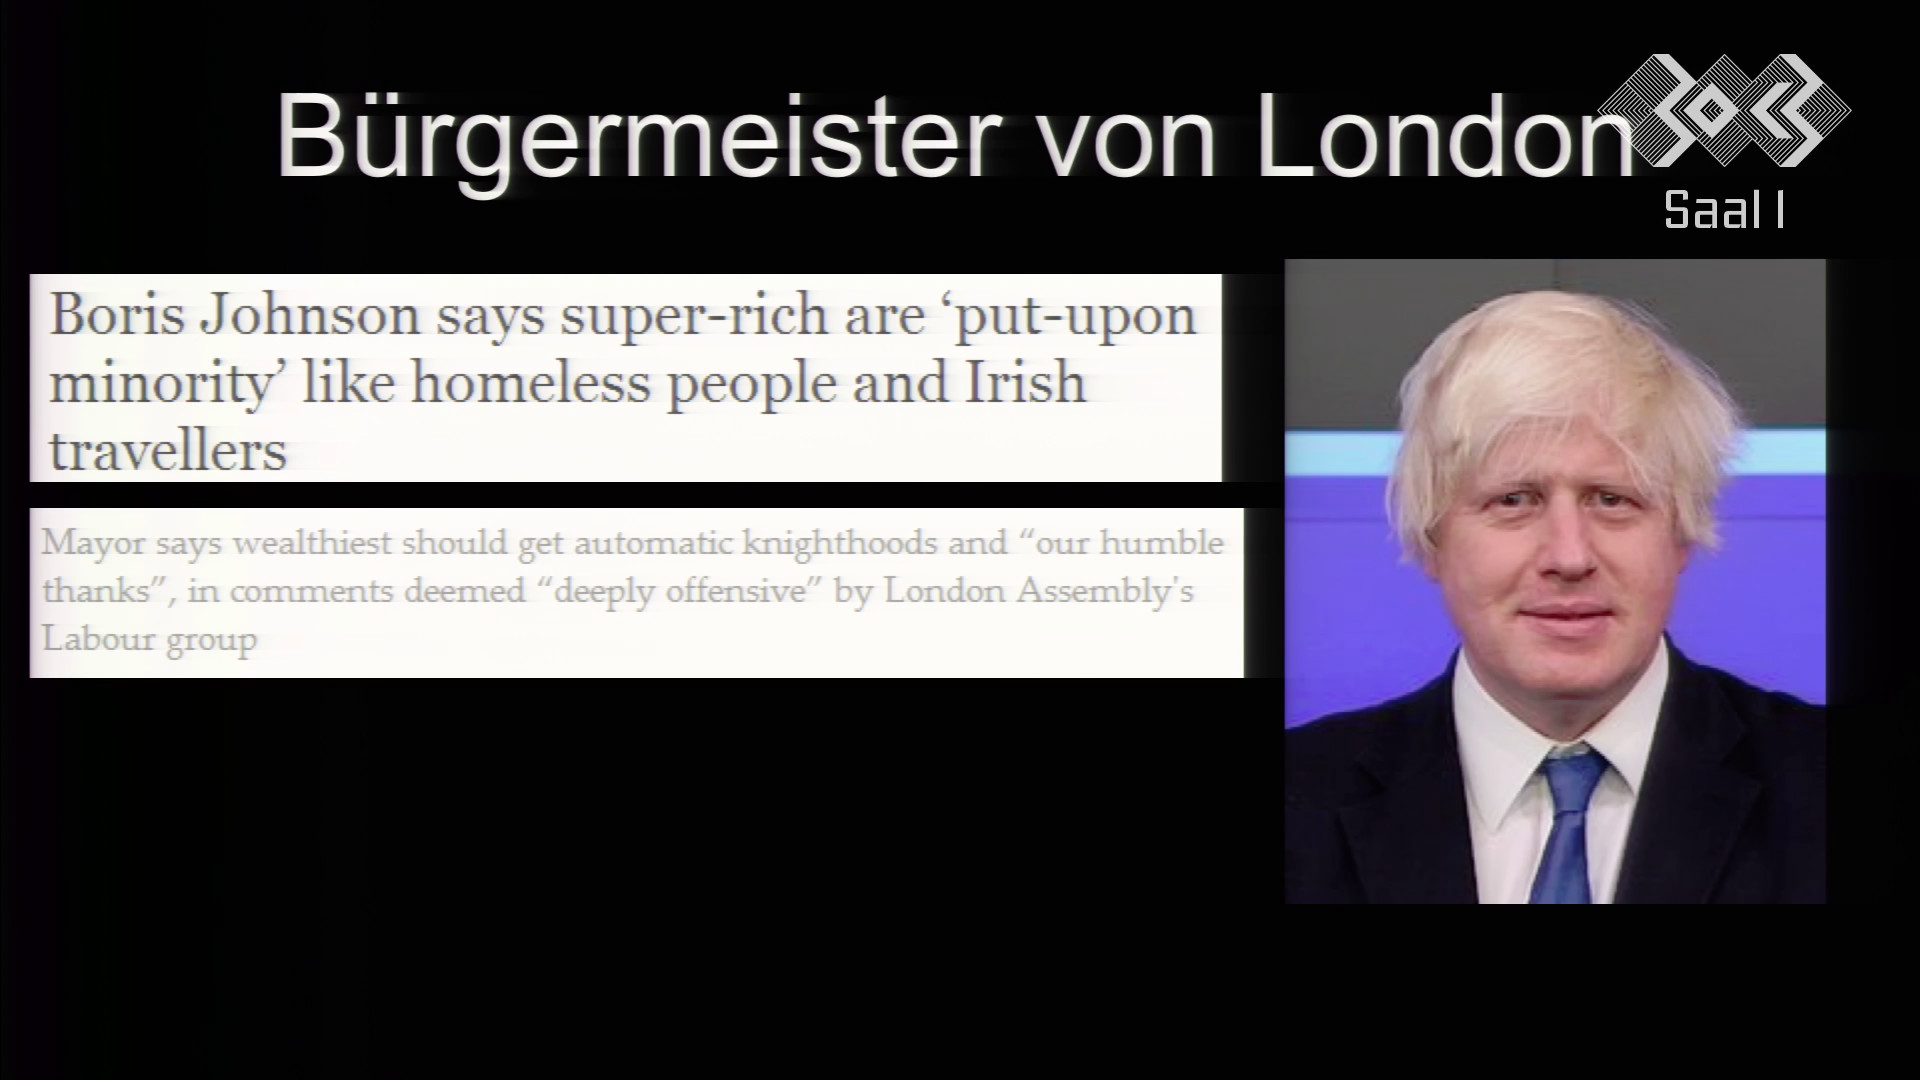 Bürgermeister von London
Saal 1
Boris Johnson says super-rich are ‘put-upon
minority’ like homeless people and Irish
travellers
Mayor says wealthiest should get automatic knighthoods and “our humble
thanks”, in comments deemed “deeply offensive” by London Assembly's
Labour group